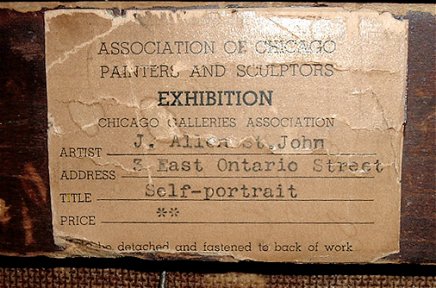 ASSOCIATION OF CHICAGO
PAINTERS AND SCULPTORS
EXHIBITION
CHICAGO GALLERIES ASSOCIATION
ARTIST J. Allen St.John
ADDRESS 3 East Ontario Street
TITLE Self-portrait
PRICE **
be detached and fastened to back of work